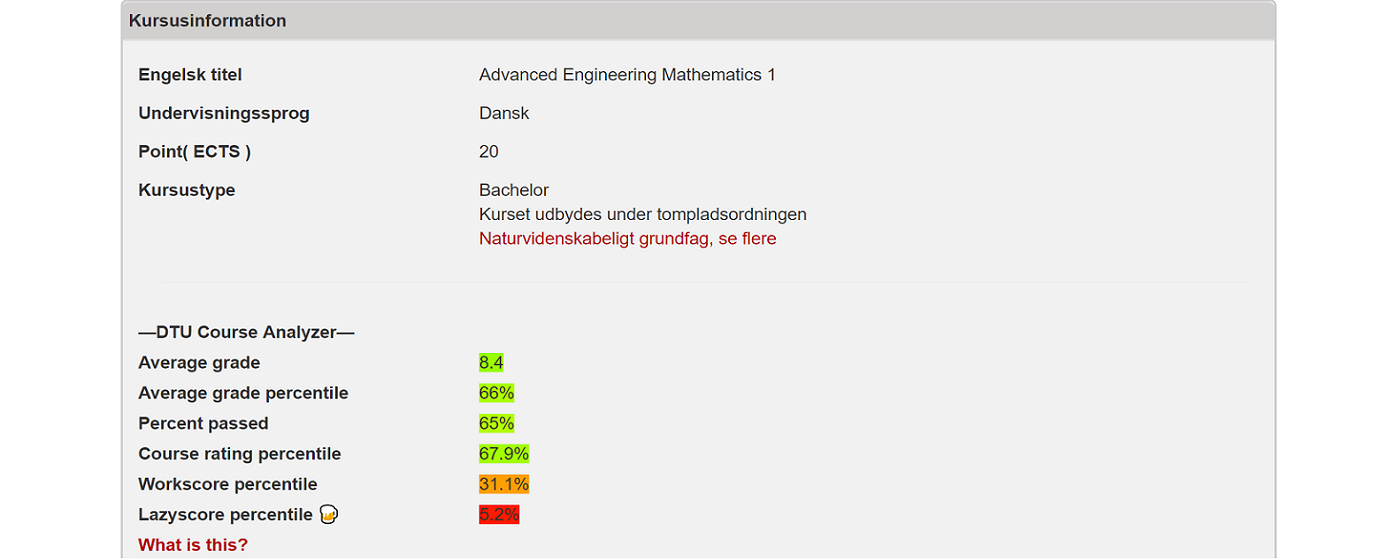 Kursusinformation
Engelsk titel Advanced Engineering Mathematics 1
Undervisningssprog Dansk
Point( ECTS ) 20
Kursustype Bachelor
Kurset udbydes under tompladsordningen
Naturvidenskabeligt grundfag, se flere
—DTU Course Analyzer—
Average grade 8.4
Average grade percentile 66%
Percent passed 65%
Course rating percentile 67.9%
Workscore percentile 31.1%
Lazyscore percentile 🍺 5.2%
What is this?